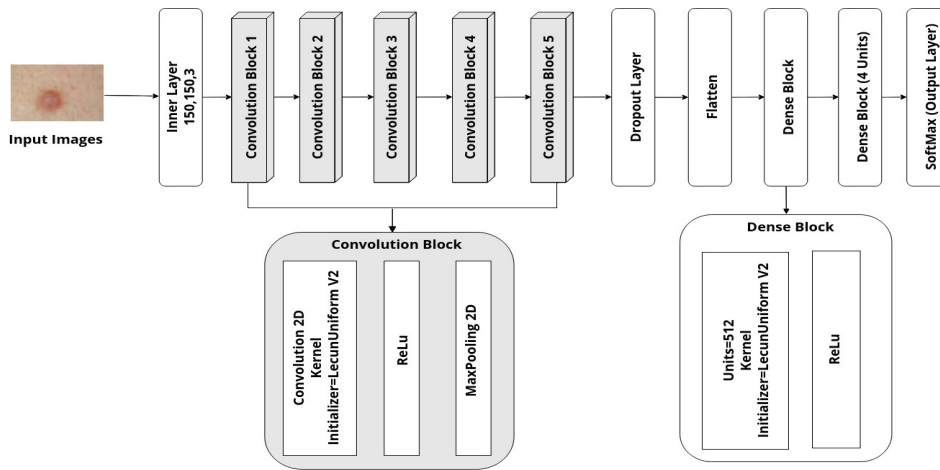 Input Images
Inner Layer
150,150,3
Convolution Block 1
Convolution Block 2
Convolution Block 3
Convolution Block 4
Convolution Block 5
Dropout Layer
Flatten
Dense Block
Dense Block (4 Units)
SoftMax (Output Layer)
Convolution Block
Convolution 2D
Kernel
Initializer=LecunUniform V2
ReLu
MaxPooling 2D
Dense Block
Units=512
Kernel
Initializer=LecunUniform V2
ReLu